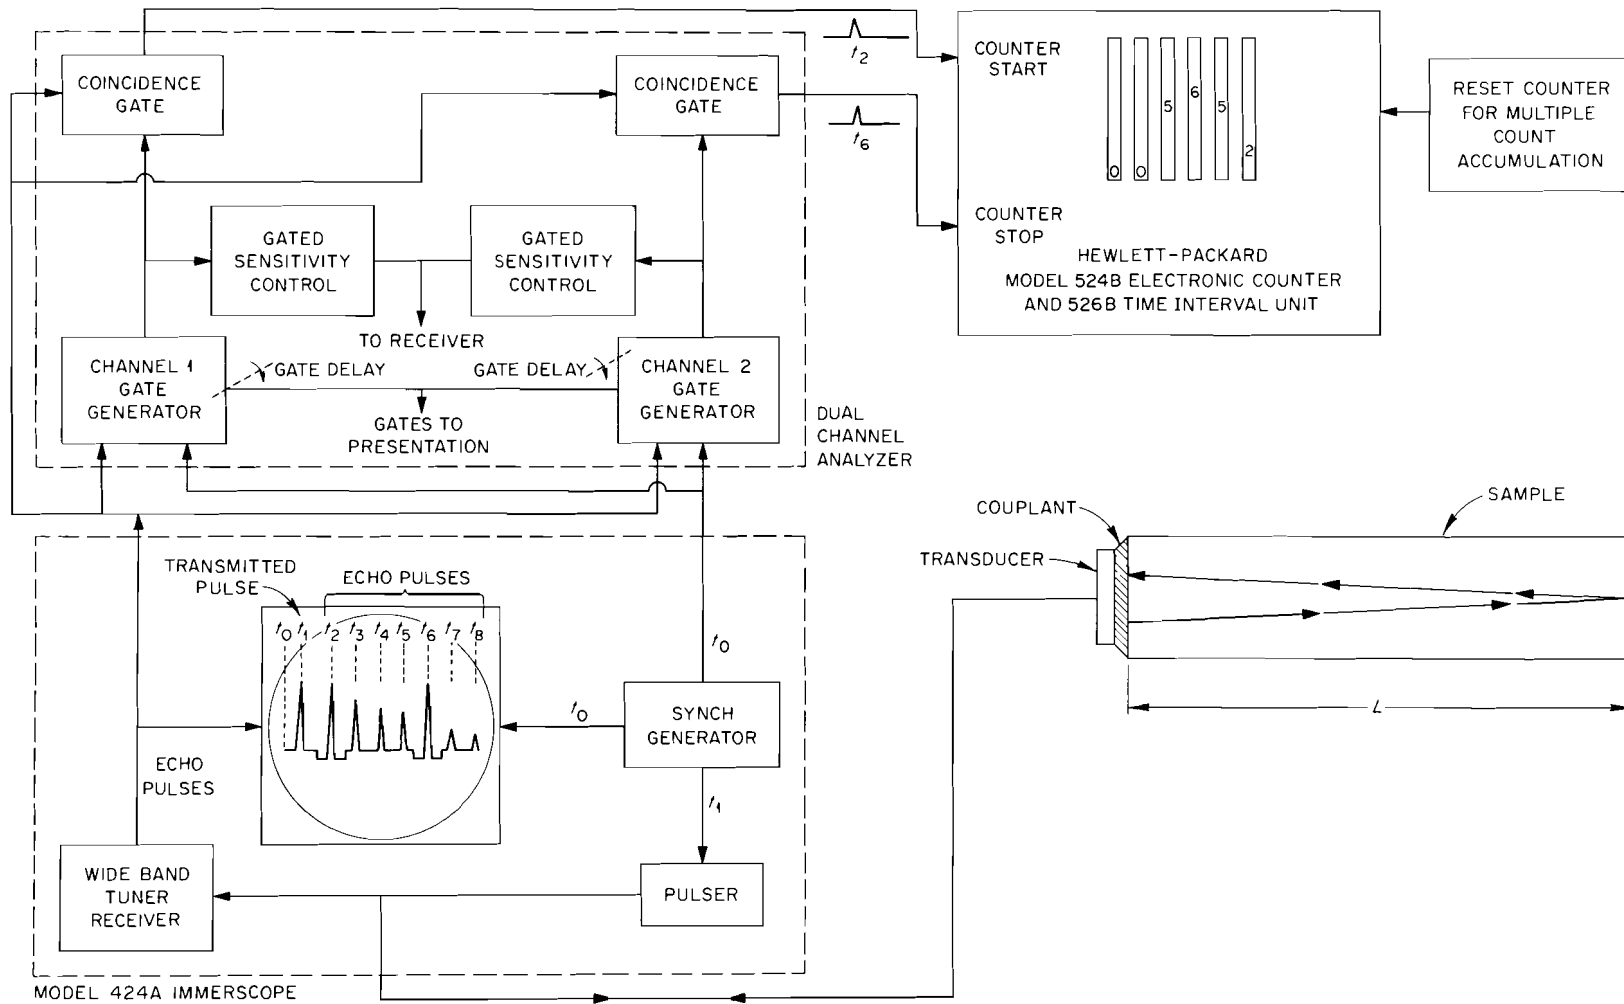 COINCIDENCE
GATE
COINCIDENCE
GATE
t2
t6
COUNTER
START
5 6 5
2
0 0
COUNTER
STOP
HEWLETT-PACKARD
MODEL 524B ELECTRONIC COUNTER
AND 526B TIME INTERVAL UNIT
RESET COUNTER
FOR MULTIPLE
COUNT
ACCUMULATION
GATED
SENSITIVITY
CONTROL
GATED
SENSITIVITY
CONTROL
TO RECEIVER
CHANNEL 1
GATE
GENERATOR
GATE DELAY
GATE DELAY
CHANNEL 2
GATE
GENERATOR
GATES TO
PRESENTATION
DUAL
CHANNEL
ANALYZER
TRANSMITTED
PULSE
ECHO PULSES
t0 t1 t2 t3 t4 t5 t6 t7 t8
t0
t0
SYNCH
GENERATOR
t1
ECHO
PULSES
WIDE BAND
TUNER
RECEIVER
PULSER
MODEL 424A IMMERSCOPE
SAMPLE
COUPLANT
TRANSDUCER
L